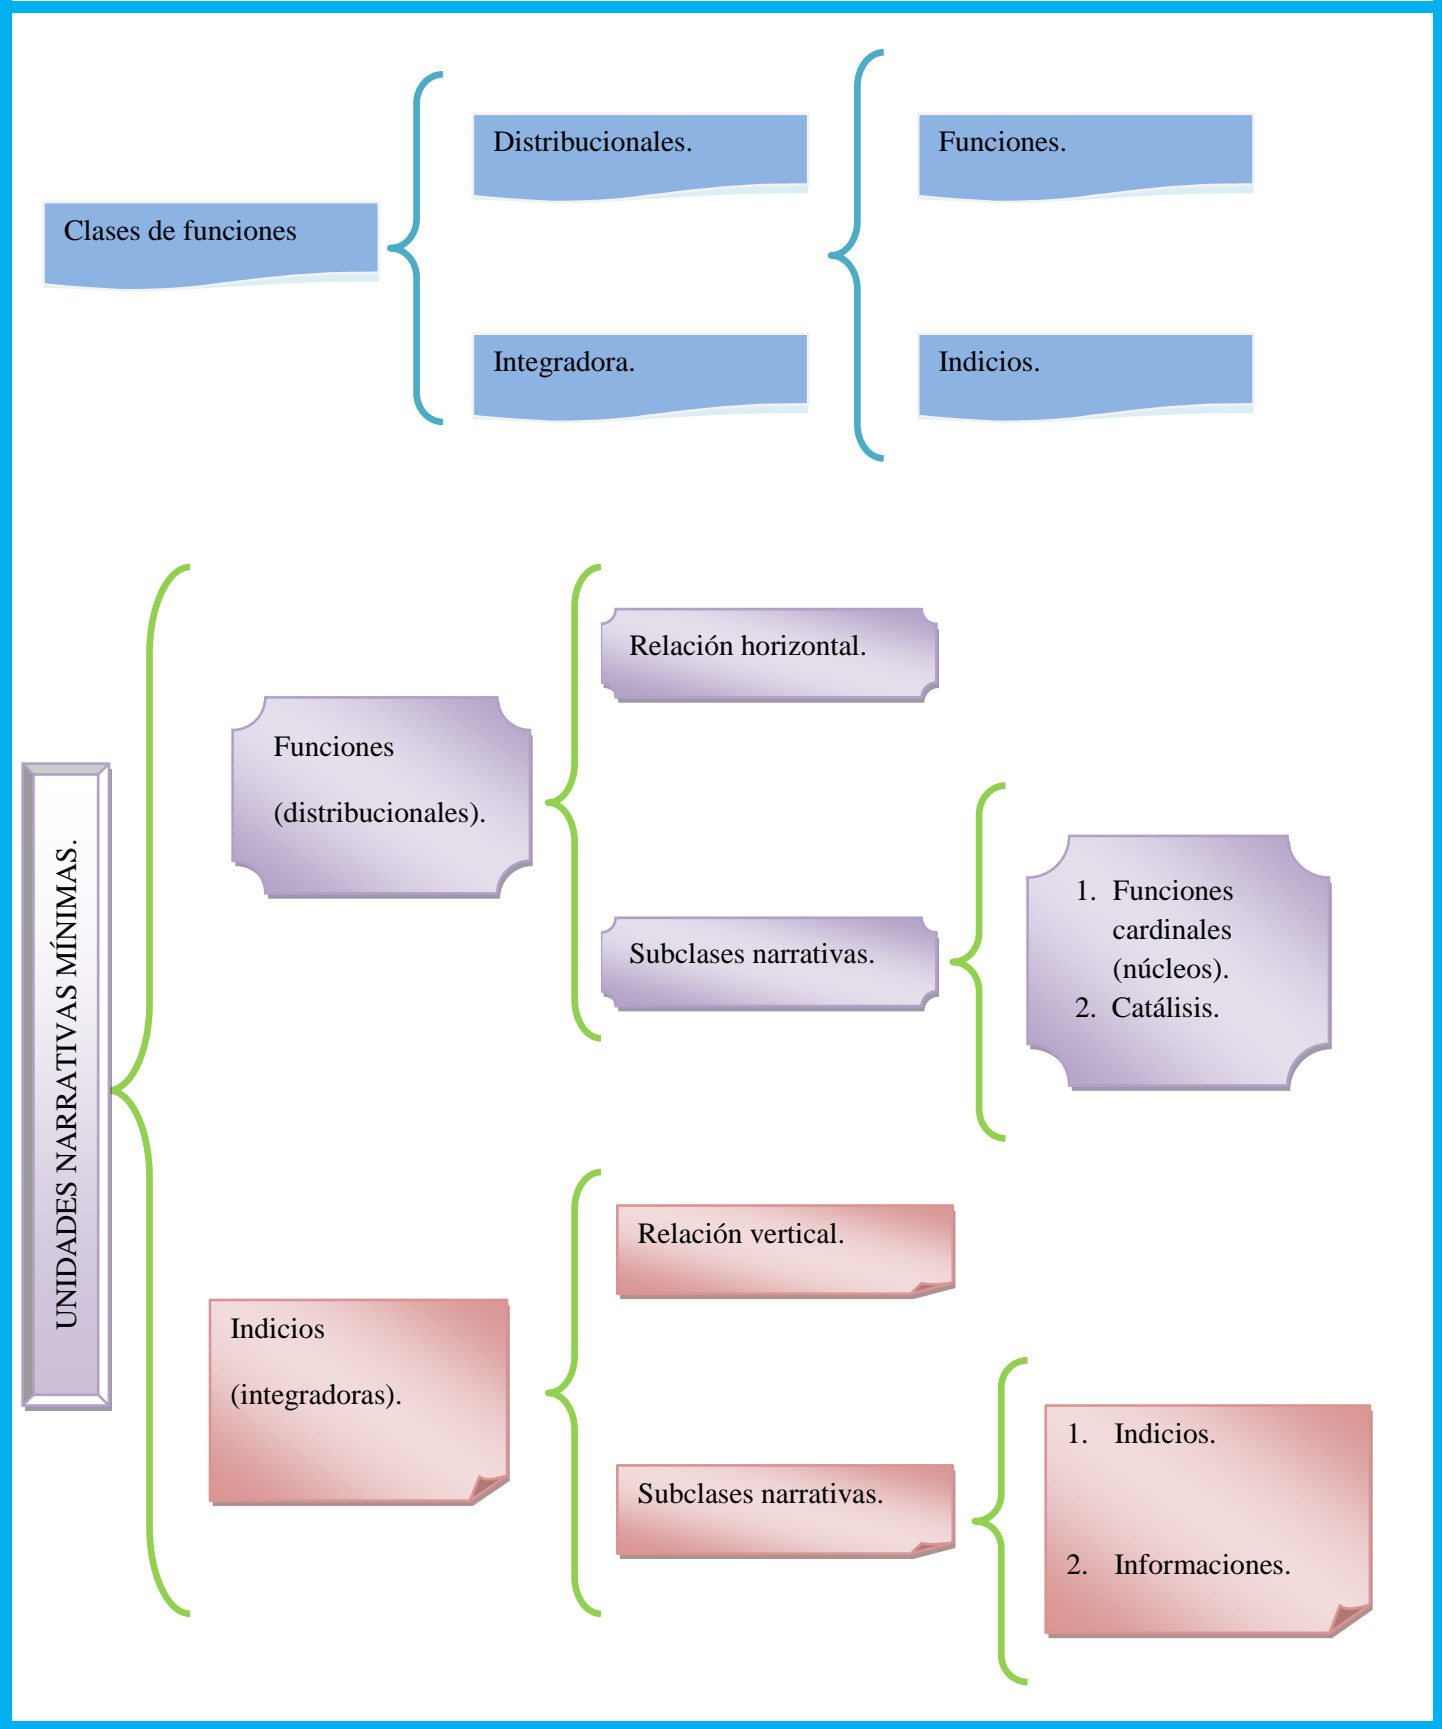 Clases de funciones
Distribucionales.
Integradora.
Funciones.
Indicios.
UNIDADES NARRATIVAS MÍNIMAS.
Funciones
(distribucionales).
Relación horizontal.
Subclases narrativas.
1. Funciones
cardinales
(núcleos).
2. Catálisis.
Indicios
(integradoras).
Relación vertical.
Subclases narrativas.
1. Indicios.
2. Informaciones.